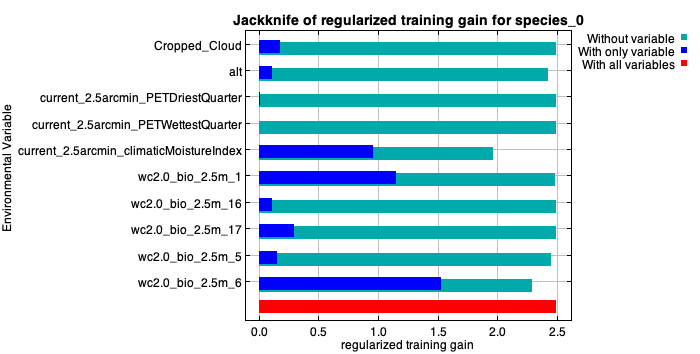 Jackknife of regularized training gain for species_0
Without variable
With only variable
With all variables
Environmental Variable
Cropped_Cloud
alt
current_2.5arcmin_PETDriestQuarter
current_2.5arcmin_PETWettestQuarter
current_2.5arcmin_climaticMoistureIndex
wc2.0_bio_2.5m_1
wc2.0_bio_2.5m_16
wc2.0_bio_2.5m_17
wc2.0_bio_2.5m_5
wc2.0_bio_2.5m_6
0.0 0.5 1.0 1.5 2.0 2.5
regularized training gain